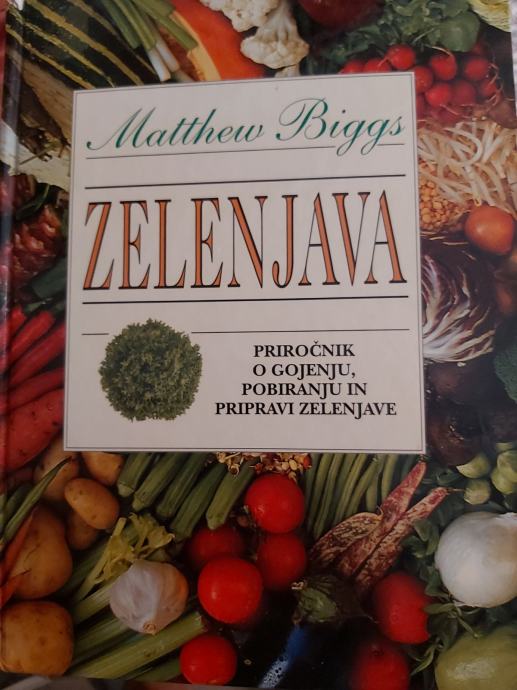 Matthew Biggs
ZELENJAVA
PRIROČNIK
O GOJENJU,
POBIRANJU IN
PRIPRAVI ZELENJAVE